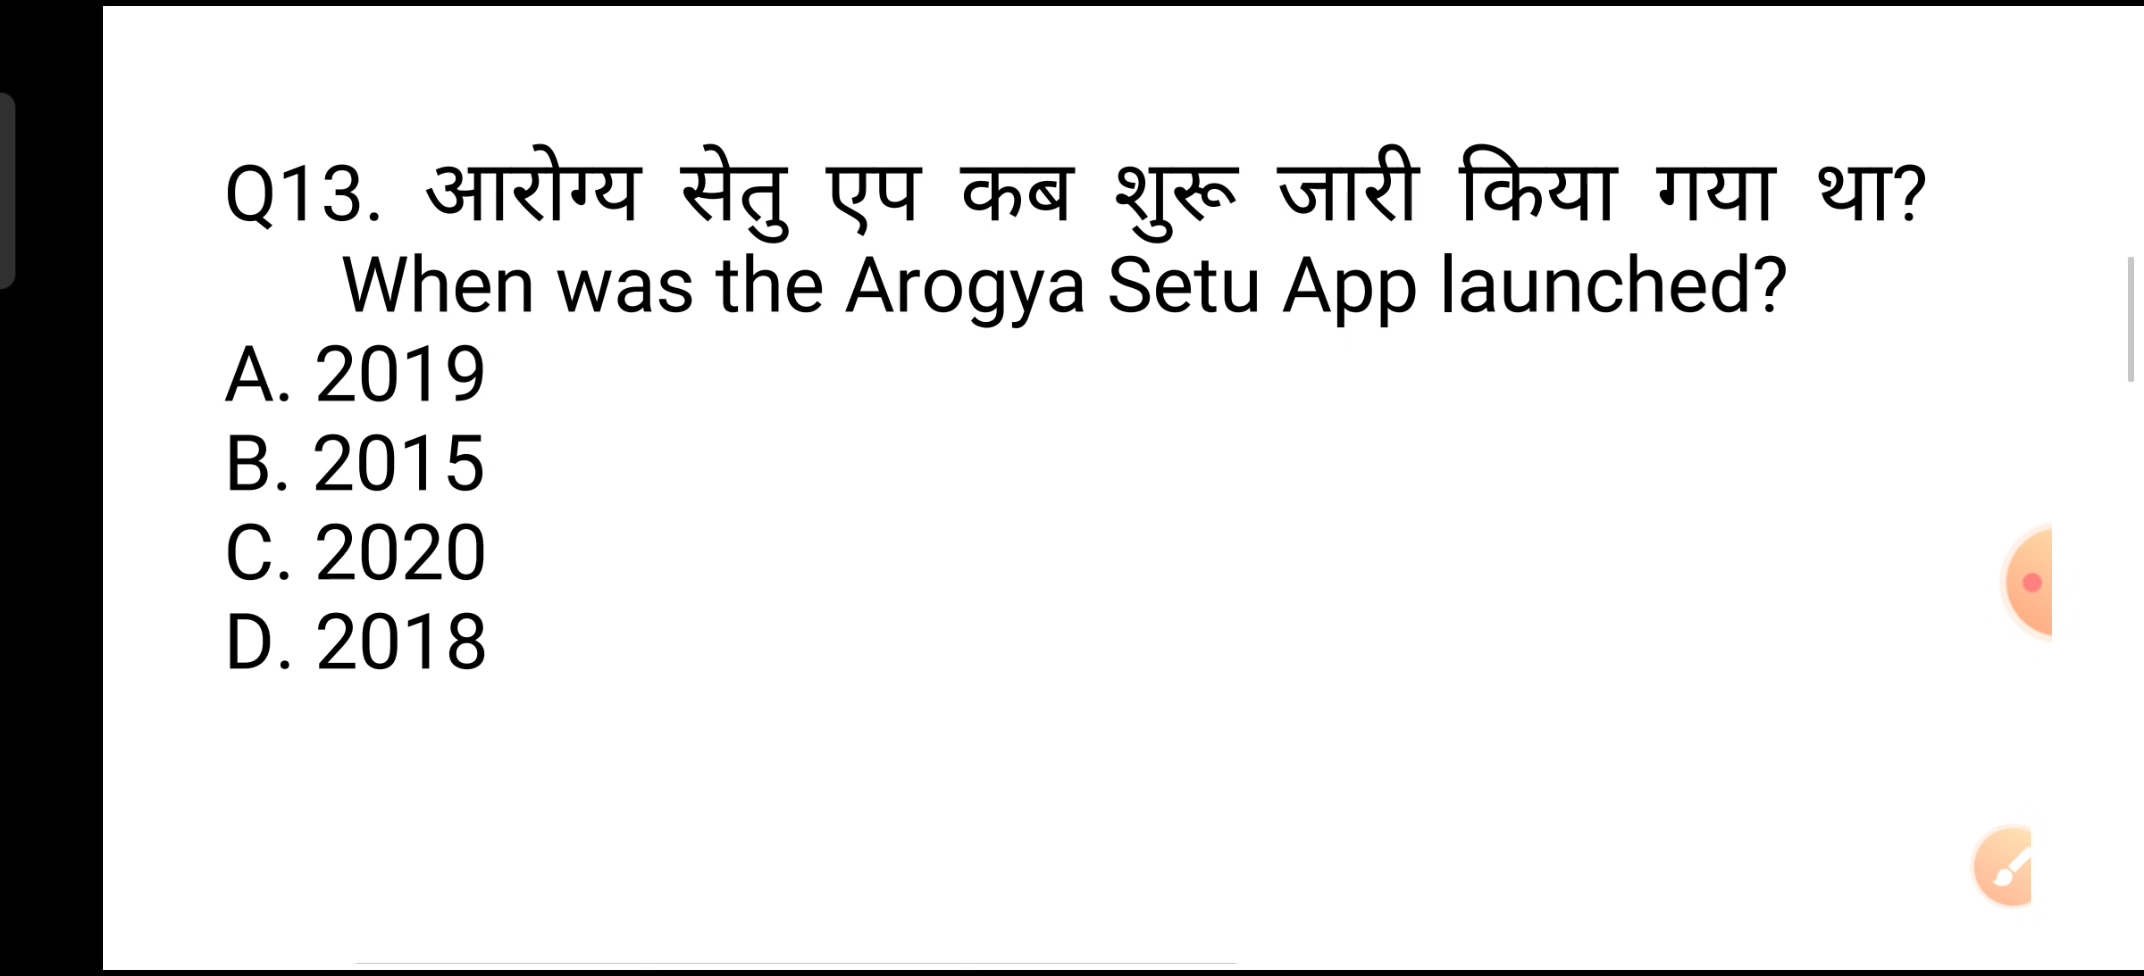 Q13. आरोग्य सेतु एप कब शुरू जारी किया गया था?
When was the Arogya Setu App launched?
A. 2019
B. 2015
C. 2020
D. 2018